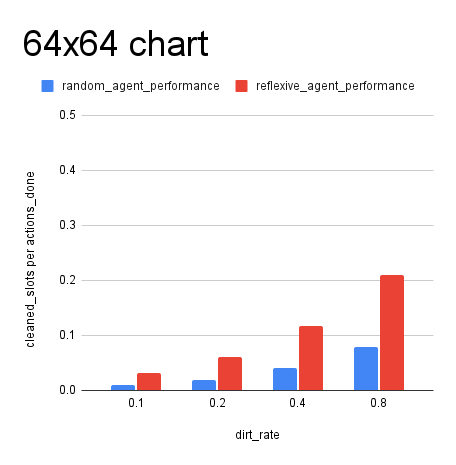 64x64 chart
random_agent_performance reflexive_agent_performance
0.5
0.4
0.3
0.2
0.1
0.0
cleaned_slots per actions_done
0.1 0.2 0.4 0.8
dirt_rate